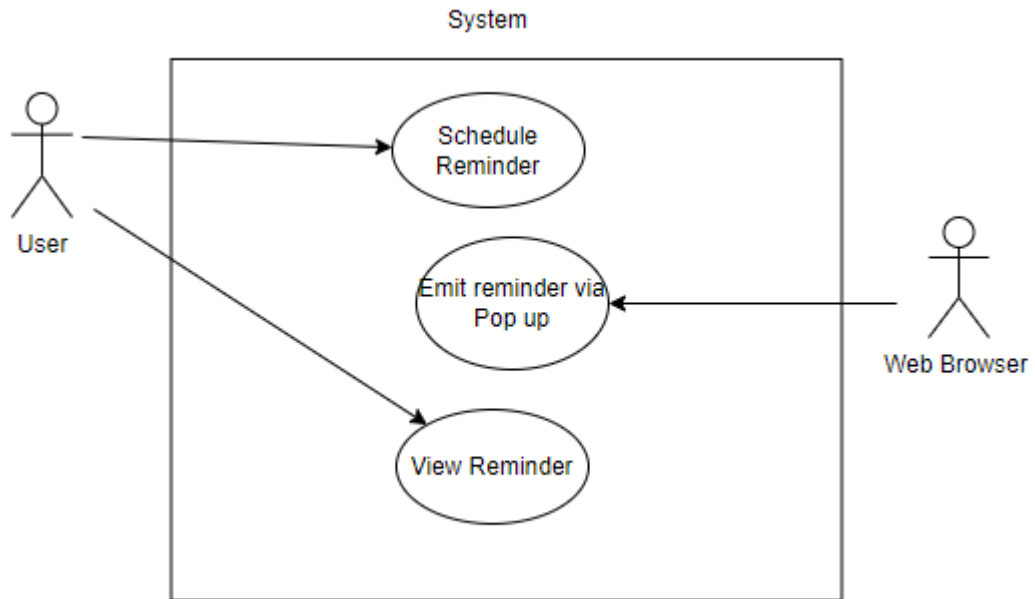 System
Schedule
Reminder
User
Emit reminder via
Pop up
Web Browser
View Reminder